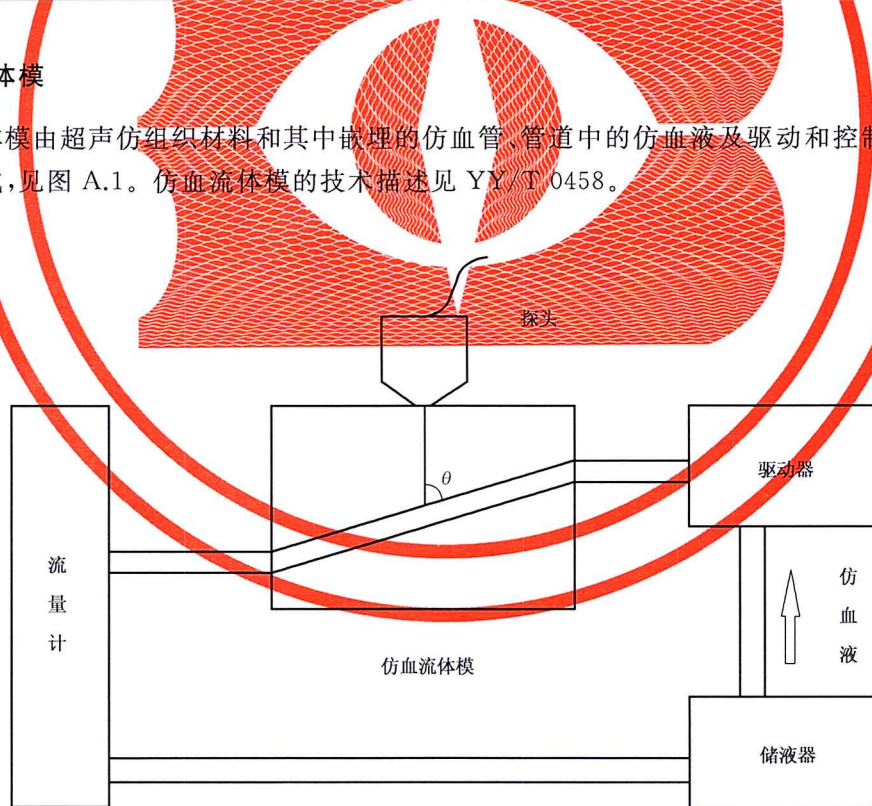 体模
体模由超声仿组织材料和其中嵌埋的仿血管、管道中的仿血液及驱动和控制
,见图 A.1。仿血流体模的技术描述见 YY/T 0458。
探头
θ
驱动器
流量计
仿血液
仿血流体模
储液器